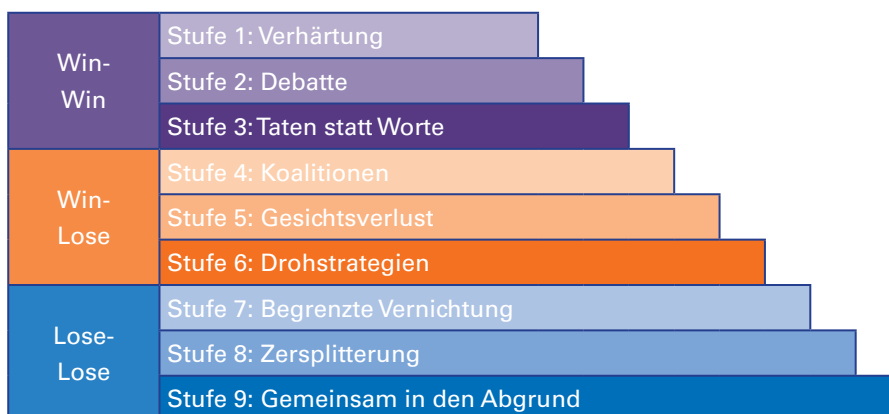 Win-
Win
Stufe 1: Verhärtung
Stufe 2: Debatte
Stufe 3: Taten statt Worte
Win-
Lose
Stufe 4: Koalitionen
Stufe 5: Gesichtsverlust
Stufe 6: Drohstrategien
Lose-
Lose
Stufe 7: Begrenzte Vernichtung
Stufe 8: Zersplitterung
Stufe 9: Gemeinsam in den Abgrund